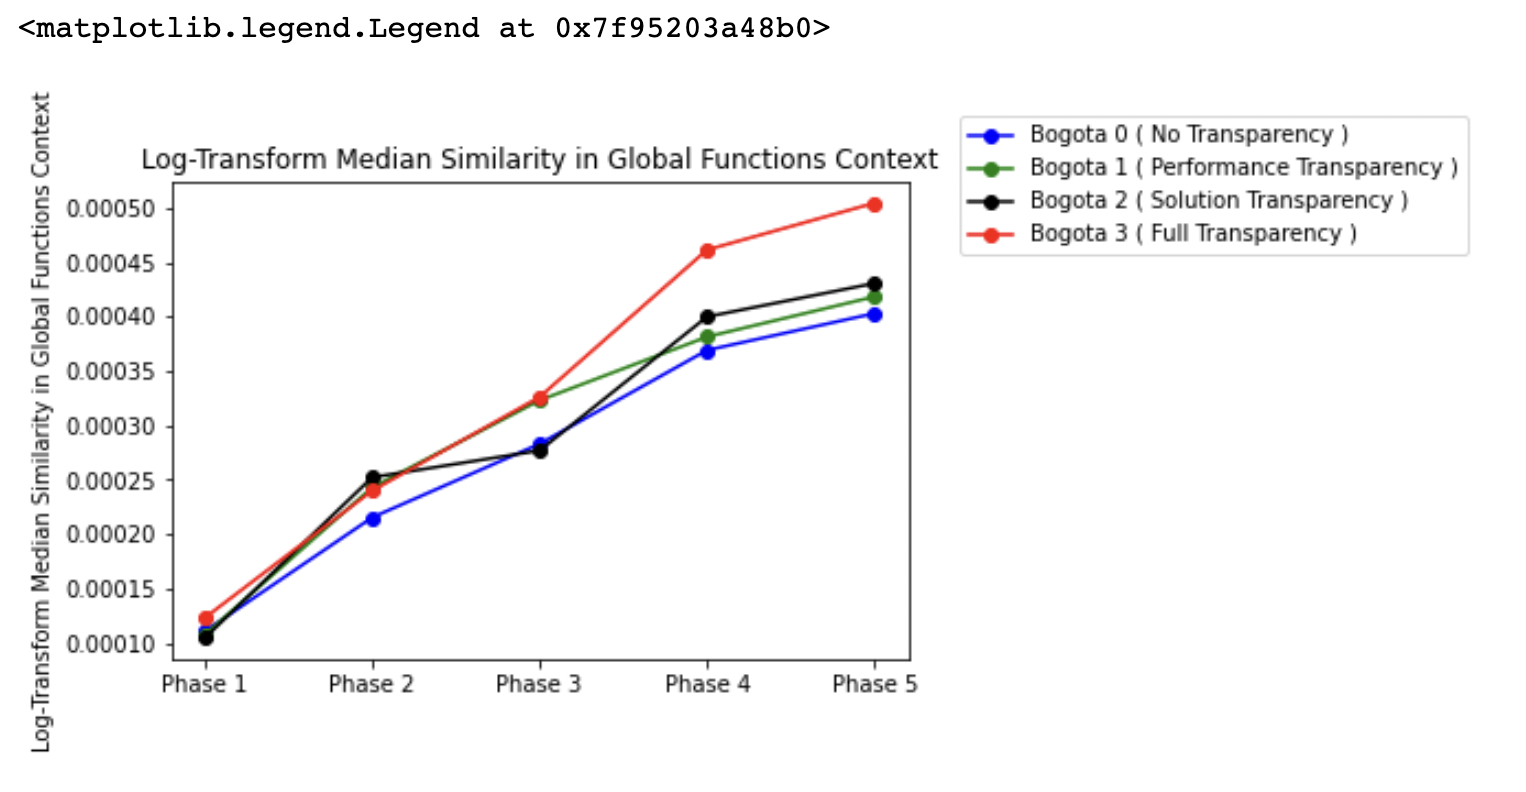 <matplotlib.legend.Legend at 0x7f95203a48b0>
Log-Transform Median Similarity in Global Functions Context
Log-Transform Median Similarity in Global Functions Context
0.00050
0.00045
0.00040
0.00035
0.00030
0.00025
0.00020
0.00015
0.00010
Phase 1 Phase 2 Phase 3 Phase 4 Phase 5
Bogota 0 ( No Transparency )
Bogota 1 ( Performance Transparency )
Bogota 2 ( Solution Transparency )
Bogota 3 ( Full Transparency )